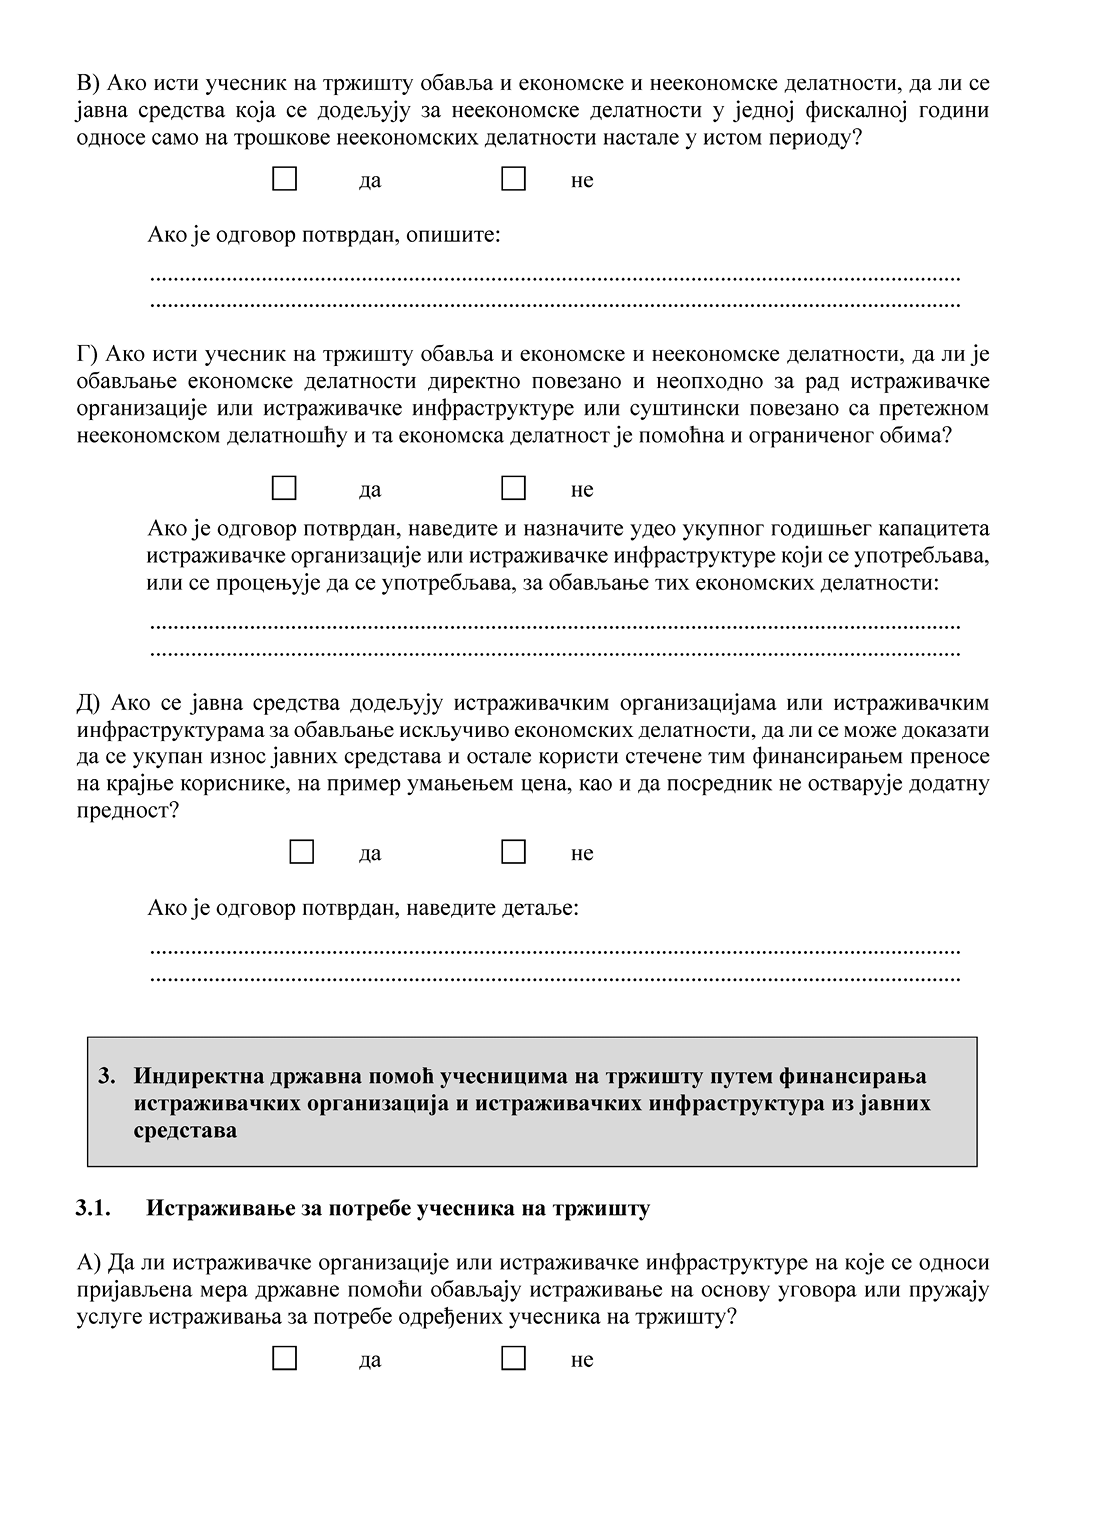 В) Ако исти учесник на тржишту обавља и економске и неекономске делатности, да ли се
јавна средства која се додељују за неекономске делатности у једној фискалној години
односе само на трошкове неекономских делатности настале у истом периоду?
да не
Ако је одговор потврдан, опишите:
..........................................................................................................................................
..........................................................................................................................................
Г) Ако исти учесник на тржишту обавља и економске и неекономске делатности, да ли је
обављање економске делатности директно повезано и неопходно за рад истраживачке
организације или истраживачке инфраструктуре или суштински повезано са претежном
неекономском делатношћу и та економска делатност је помоћна и ограниченог обима?
да не
Ако је одговор потврдан, наведите и назначите удео укупног годишњег капацитета
истраживачке организације или истраживачке инфраструктуре који се употребљава,
или се процењује да се употребљава, за обављање тих економских делатности:
..........................................................................................................................................
..........................................................................................................................................
Д) Ако се јавна средства додељују истраживачким организацијама или истраживачким
инфраструктурама за обављање искључиво економских делатности, да ли се може доказати
да се укупан износ јавних средстава и остале користи стечене тим финансирањем преносе
на крајње кориснике, на пример умањењем цена, као и да посредник не остварује додатну
предност?
да не
Ако је одговор потврдан, наведите детаље:
..........................................................................................................................................
..........................................................................................................................................
3. Индиректна државна помоћ учесницима на тржишту путем финансирања
истраживачких организација и истраживачких инфраструктура из јавних
средстава
3.1. Истраживање за потребе учесника на тржишту
А) Да ли истраживачке организације или истраживачке инфраструктуре на које се односи
пријављена мера државне помоћи обављају истраживање на основу уговора или пружају
услуге истраживања за потребе одређених учесника на тржишту?
да не